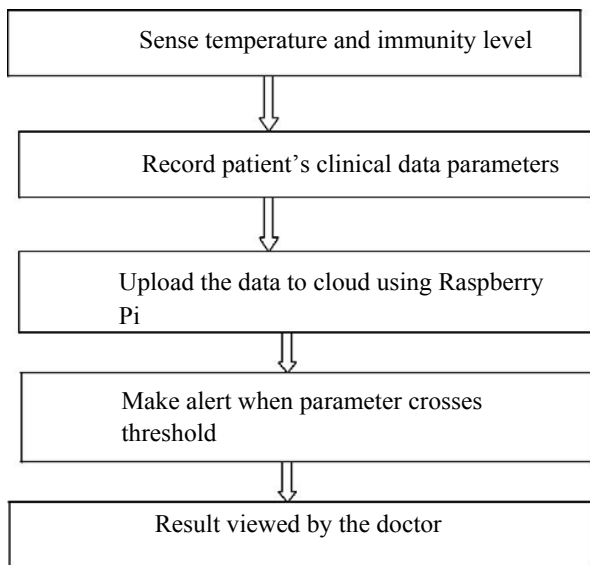 Sense temperature and immunity level
Record patient’s clinical data parameters
Upload the data to cloud using Raspberry
Pi
Make alert when parameter crosses
threshold
Result viewed by the doctor